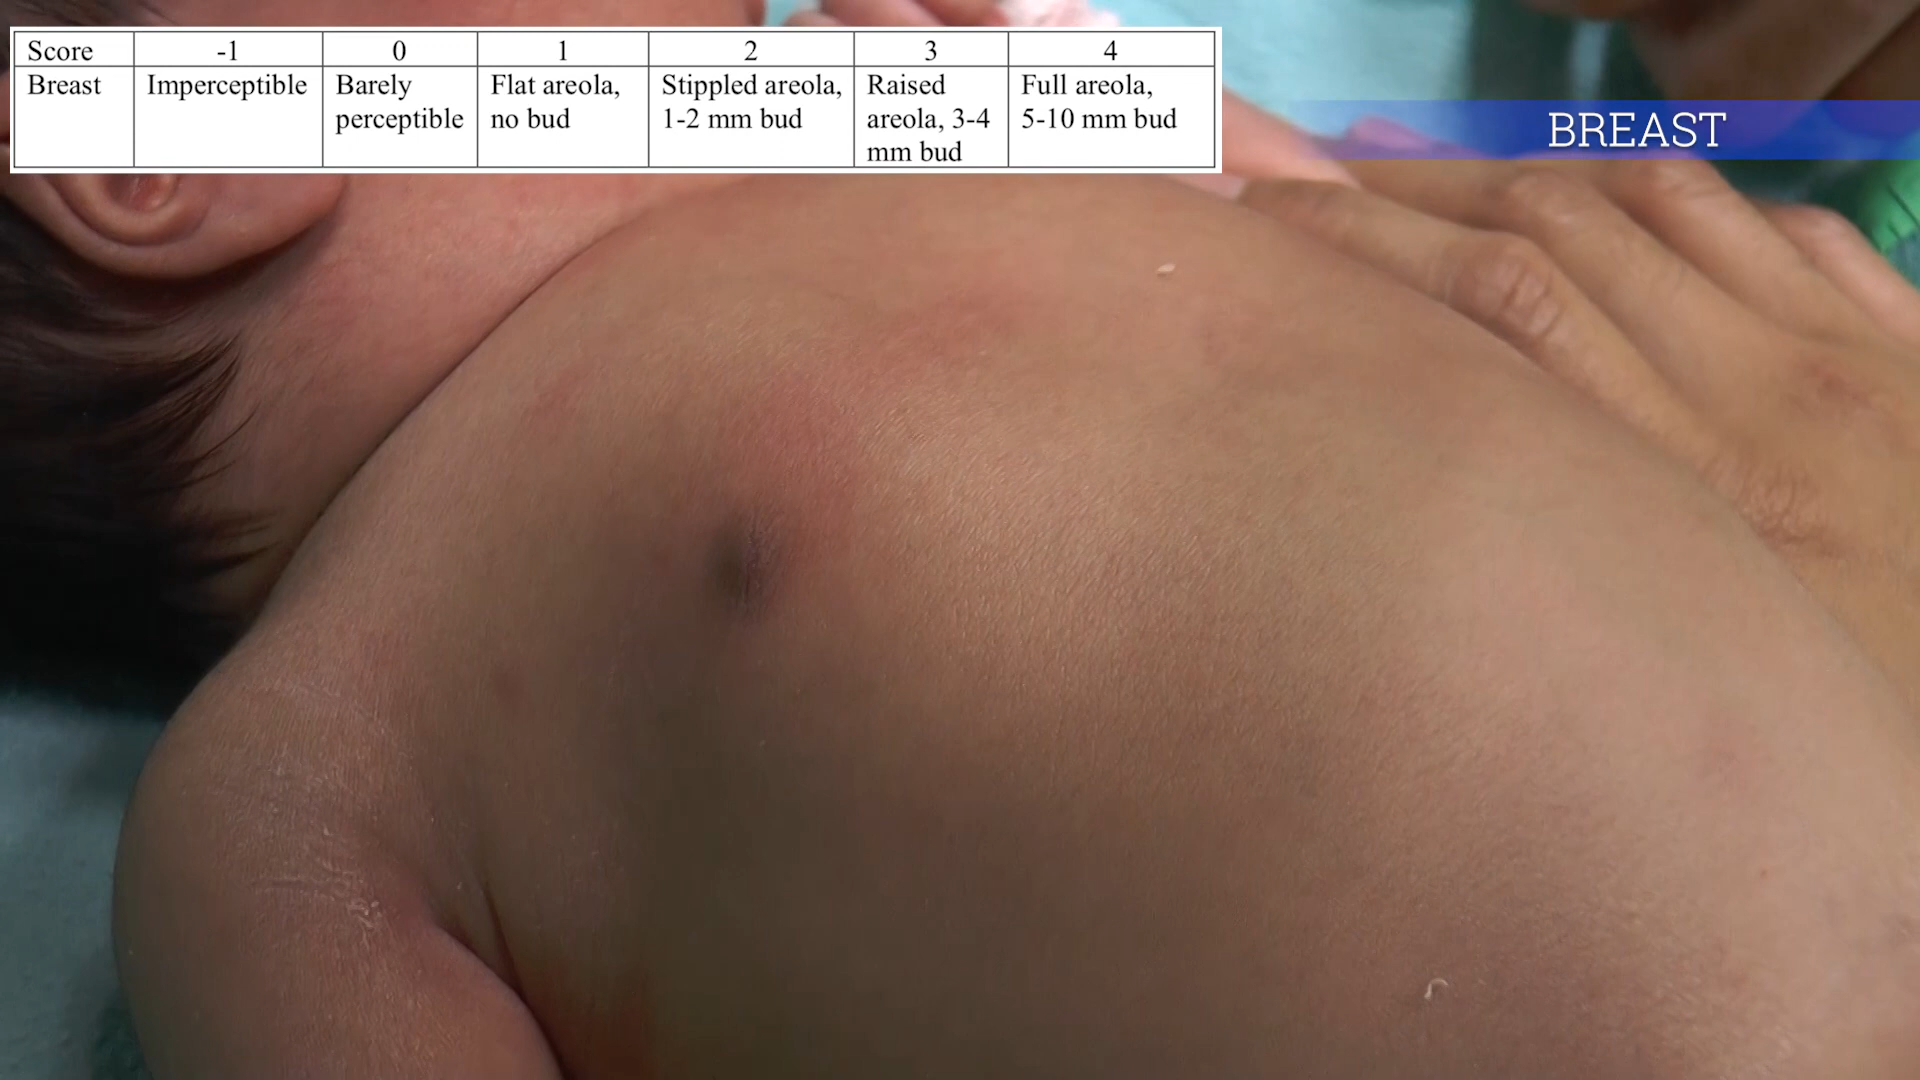 Score -1 0 1 2 3 4
Breast Imperceptible Barely perceptible Flat areola, no bud Stippled areola, 1-2 mm bud Raised areola, 3-4 mm bud Full areola, 5-10 mm bud
BREAST